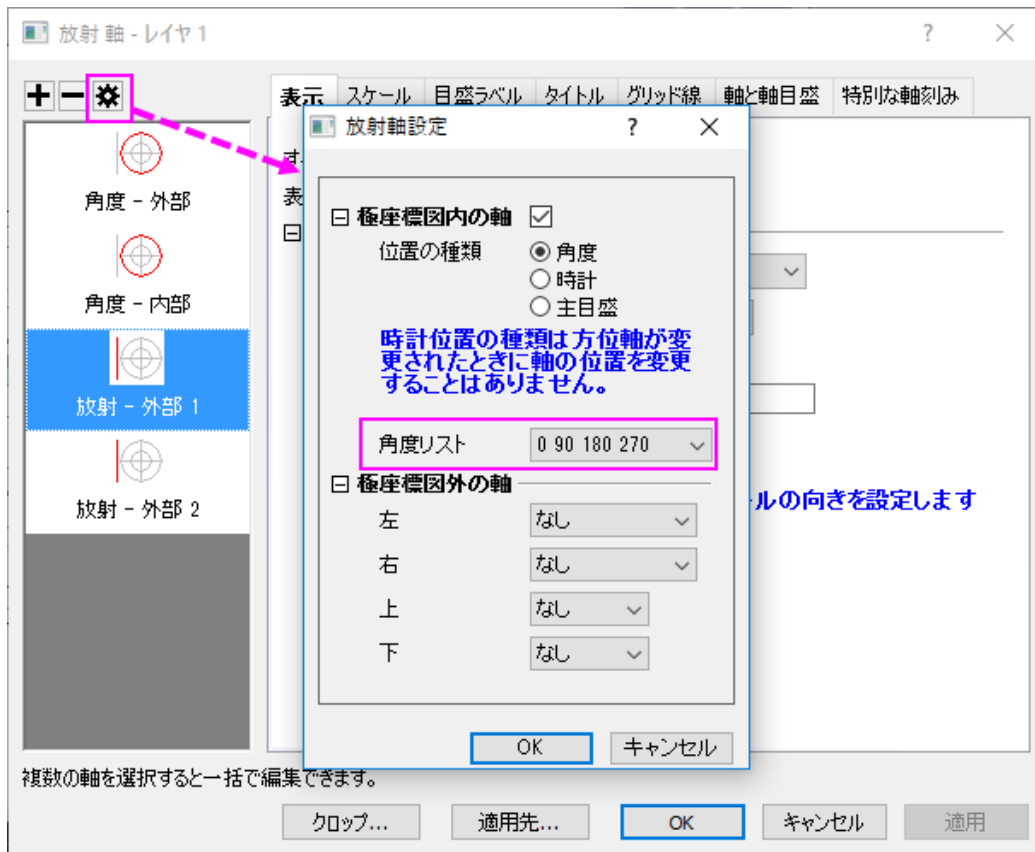 放射 軸 - レイヤ 1
表示 スケール 目盛ラベル タイトル グリッド線 軸と軸目盛 特別な軸刻み
角度 - 外部
角度 - 内部
放射 - 外部 1
放射 - 外部 2
す
表
放射軸設定
極座標図内の軸
位置の種類
角度
時計
主目盛
時計位置の種類は方位軸が変
更されたときに軸の位置を変更
することはありません。
角度リスト 0 90 180 270
極座標図外の軸
左 なし
右 なし
上 なし
下 なし
OK キャンセル
ルの向きを設定します
複数の軸を選択すると一括で編集できます。
クロップ... 適用先... OK キャンセル 適用